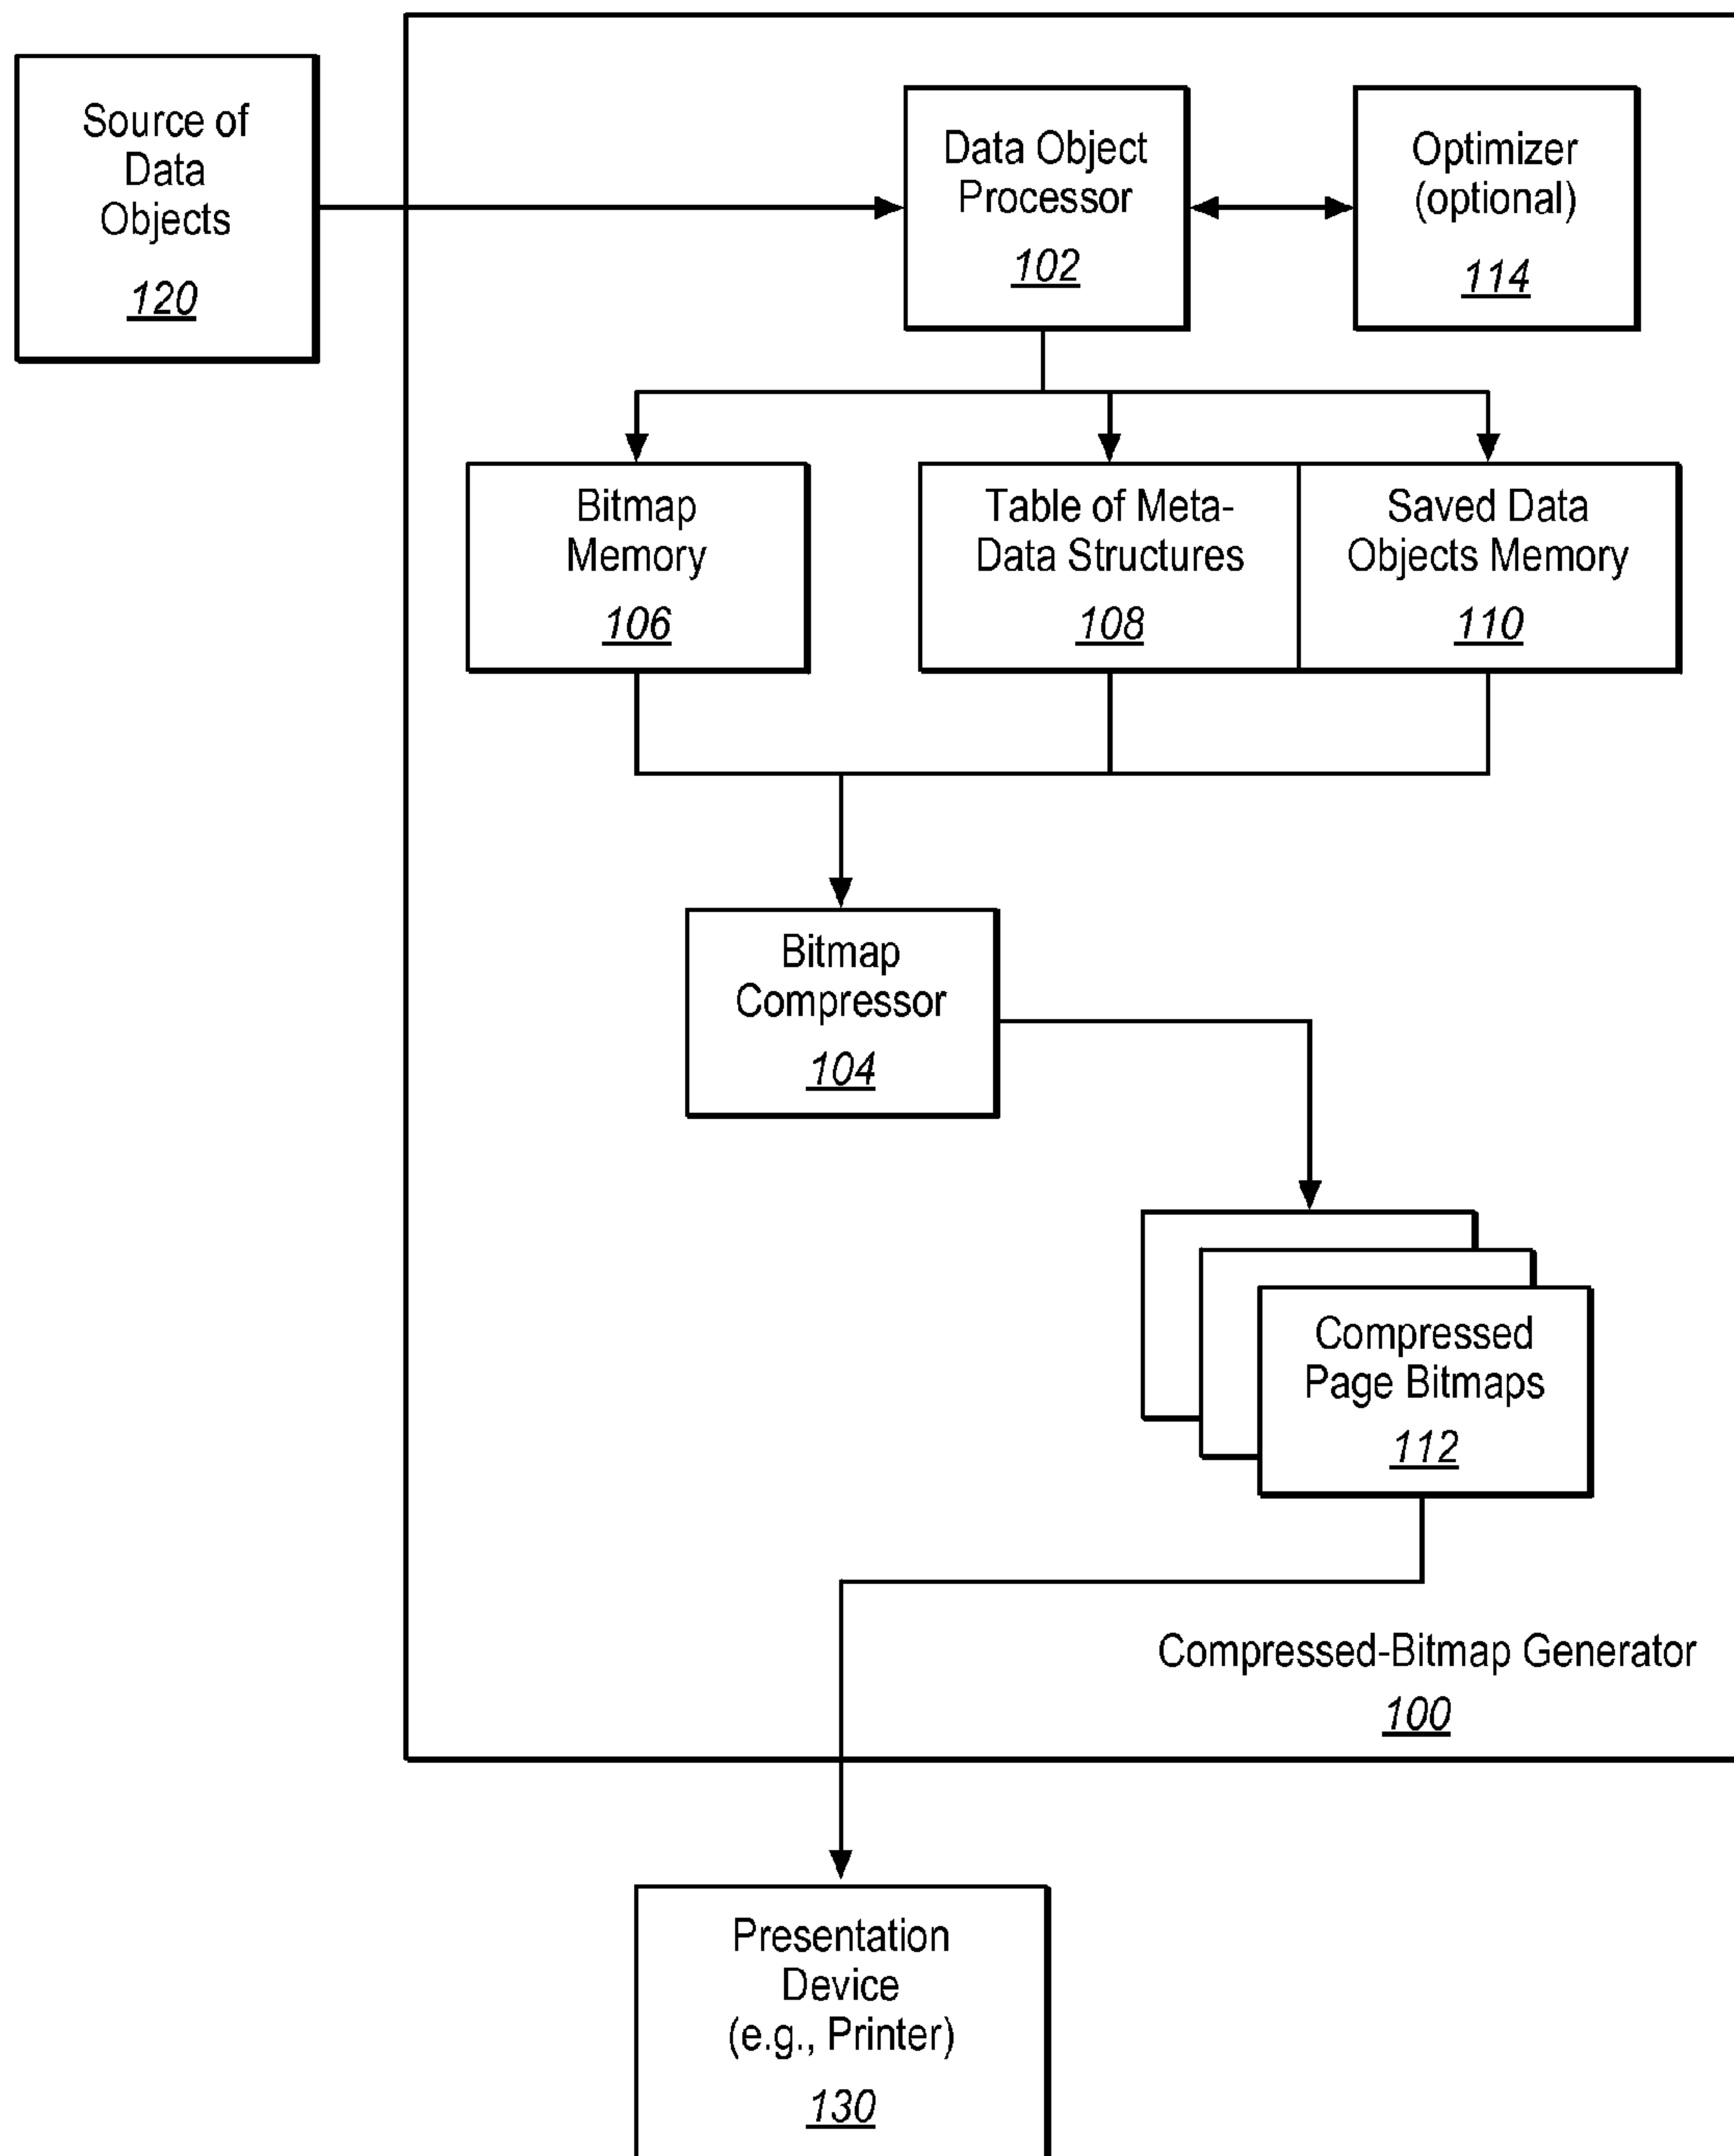 Source of
Data
Objects
120
Data Object
Processor
102
Optimizer
(optional)
114
Bitmap
Memory
106
Table of Meta-
Data Structures
108
Saved Data
Objects Memory
110
Bitmap
Compressor
104
Compressed
Page Bitmaps
112
Compressed-Bitmap Generator
100
Presentation
Device
(e.g., Printer)
130